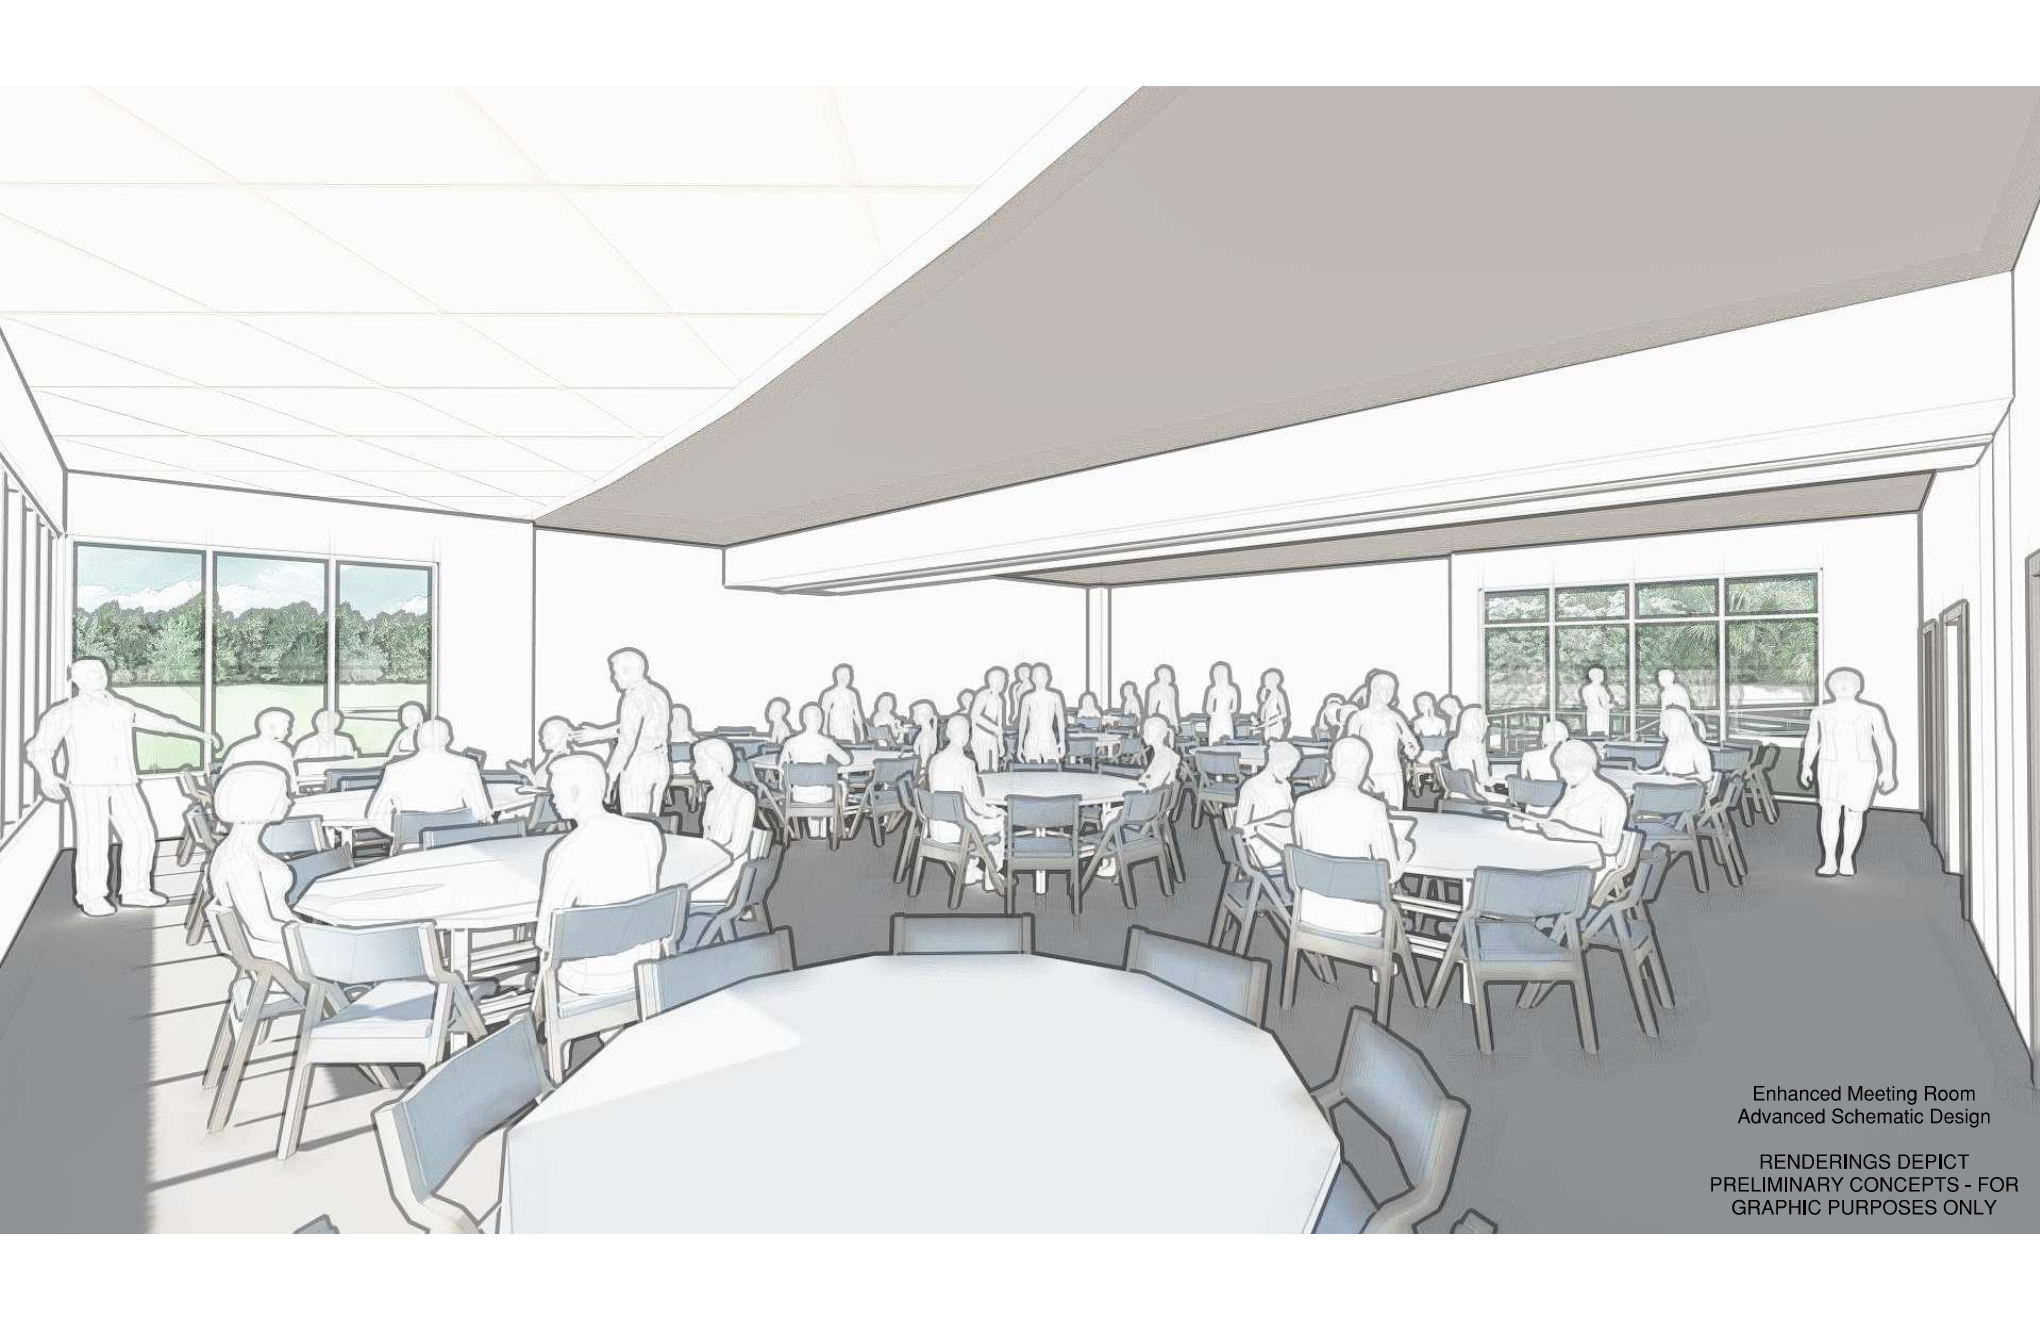 Enhanced Meeting Room
Advanced Schematic Design
RENDERINGS DEPICT
PRELIMINARY CONCEPTS - FOR
GRAPHIC PURPOSES ONLY